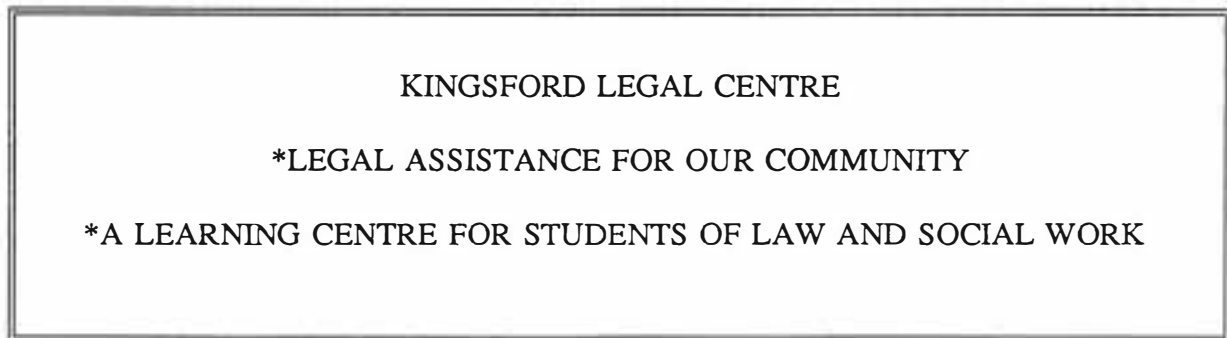 KINGSFORD LEGAL CENTRE
*LEGAL ASSISTANCE FOR OUR COMMUNITY
*A LEARNING CENTRE FOR STUDENTS OF LAW AND SOCIAL WORK